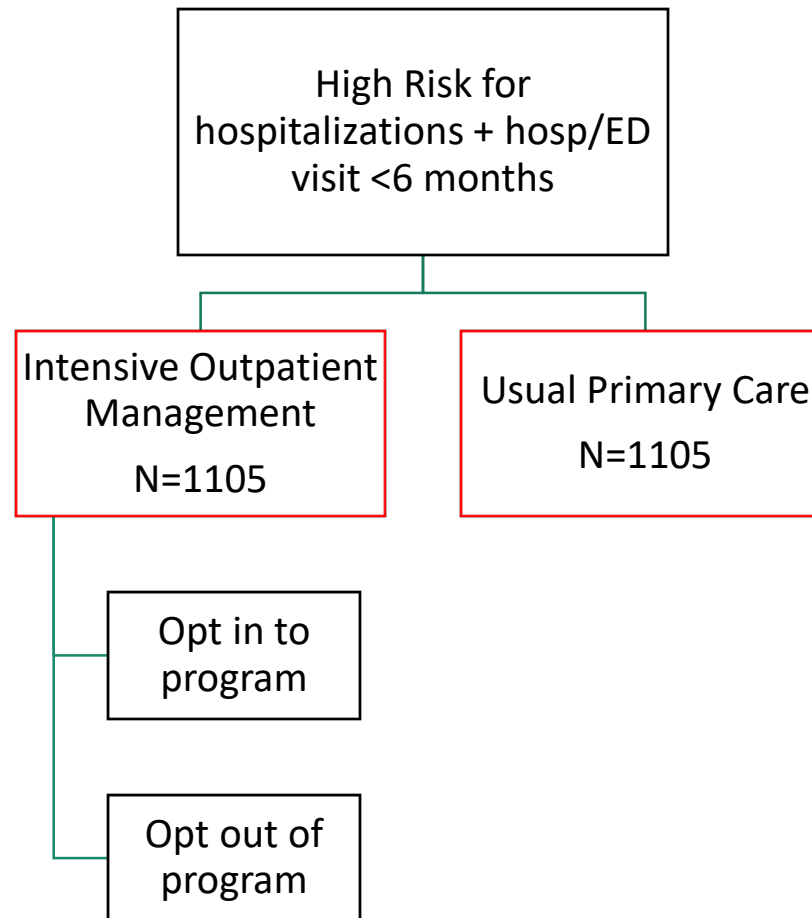 High Risk for
hospitalizations + hosp/ED
visit <6 months
Intensive Outpatient
Management
N=1105
Usual Primary Care
N=1105
Opt in to
program
Opt out of
program